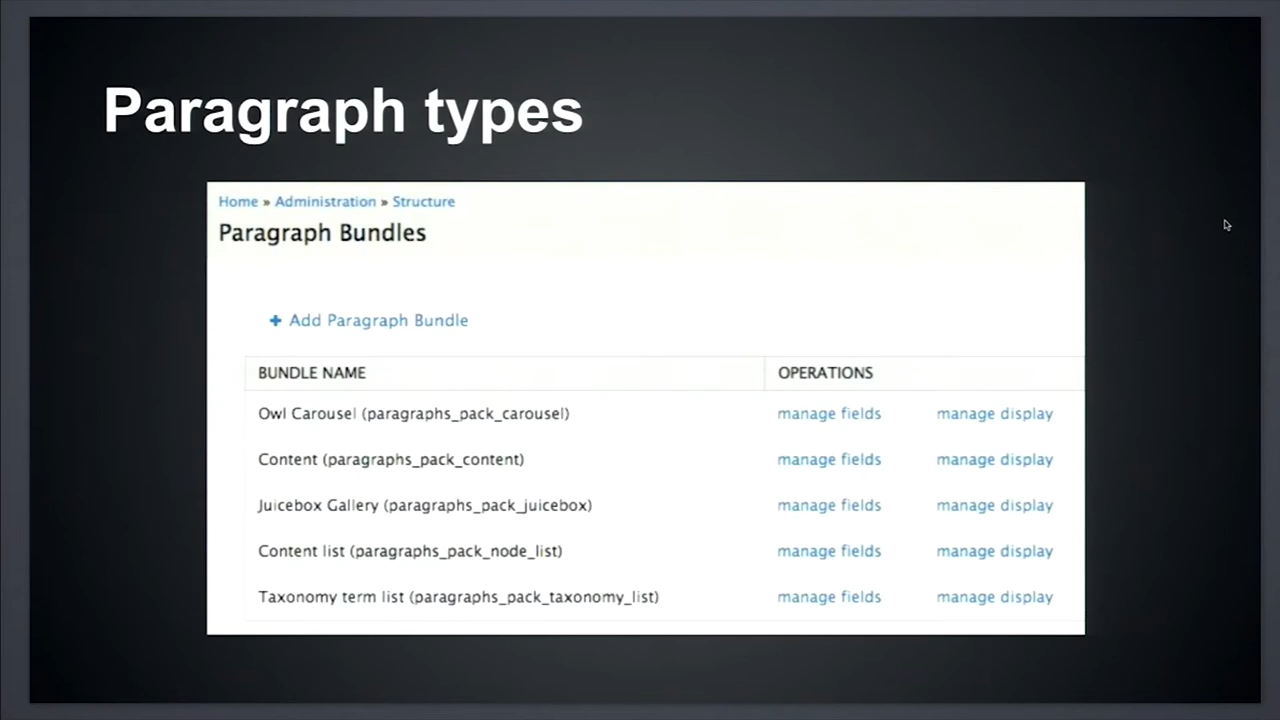 Paragraph types
Home » Administration » Structure
Paragraph Bundles
+ Add Paragraph Bundle
BUNDLE NAME OPERATIONS
Owl Carousel (paragraphs_pack_carousel) manage fields manage display
Content (paragraphs_pack_content) manage fields manage display
Juicebox Gallery (paragraphs_pack_juicebox) manage fields manage display
Content list (paragraphs_pack_node_list) manage fields manage display
Taxonomy term list (paragraphs_pack_taxonomy_list) manage fields manage display